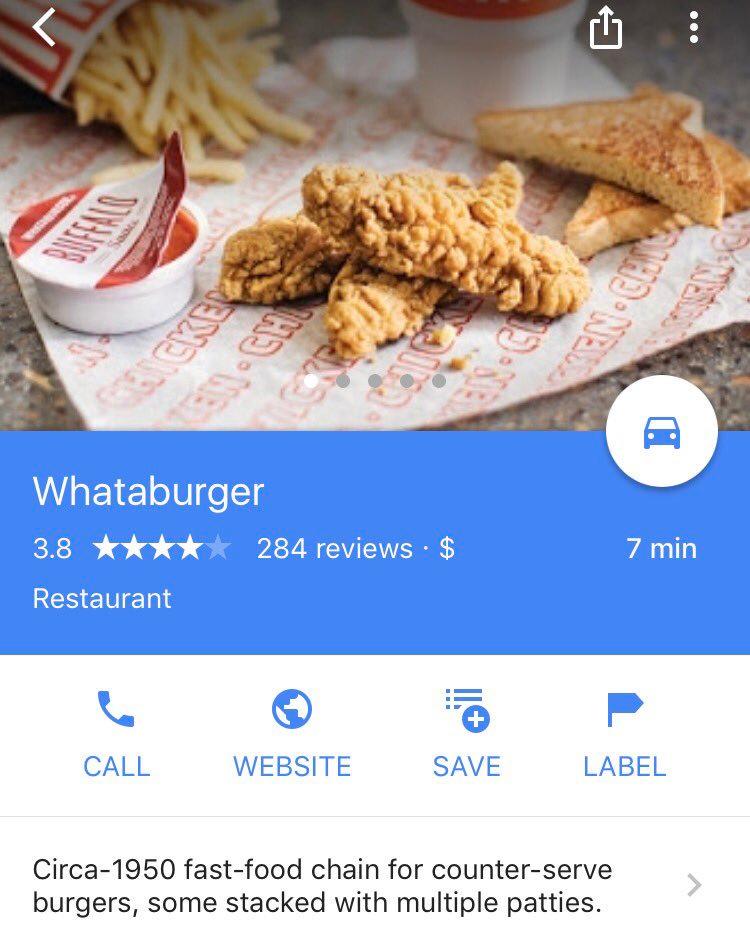 BUFFALO
CHICKEN
Whataburger
3.8 284 reviews · $ 7 min
Restaurant
CALL WEBSITE SAVE LABEL
Circa-1950 fast-food chain for counter-serve
burgers, some stacked with multiple patties.